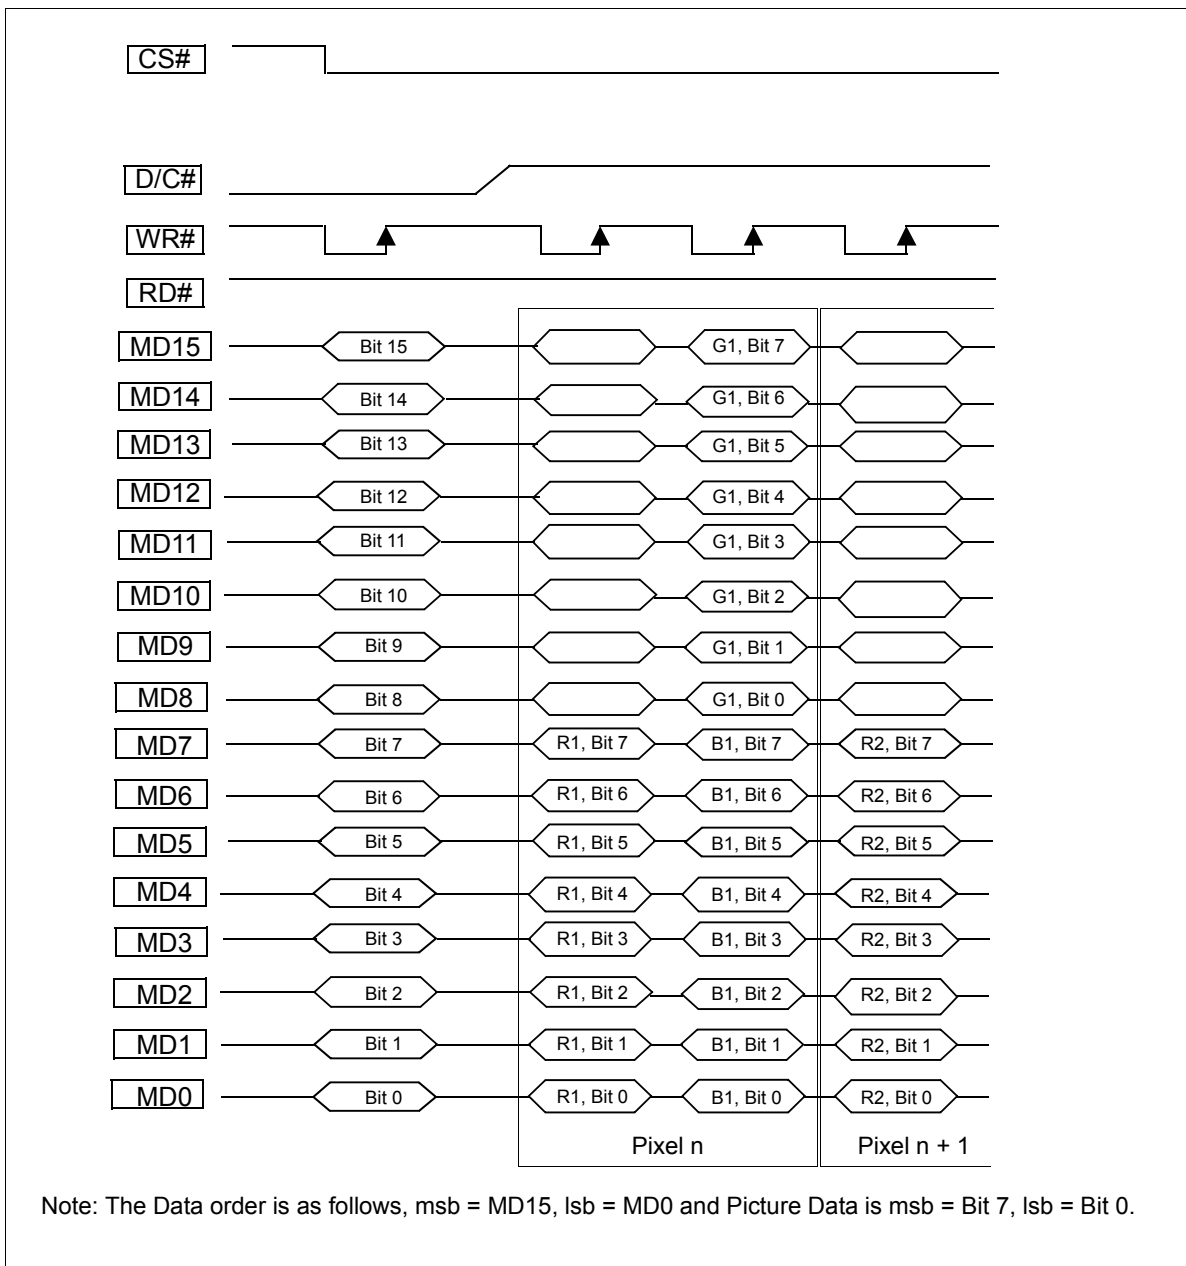 CS#
D/C#
WR#
RD#
MD15 Bit 15 G1, Bit 7
MD14 Bit 14 G1, Bit 6
MD13 Bit 13 G1, Bit 5
MD12 Bit 12 G1, Bit 4
MD11 Bit 11 G1, Bit 3
MD10 Bit 10 G1, Bit 2
MD9 Bit 9 G1, Bit 1
MD8 Bit 8 G1, Bit 0
MD7 Bit 7 R1, Bit 7 B1, Bit 7 R2, Bit 7
MD6 Bit 6 R1, Bit 6 B1, Bit 6 R2, Bit 6
MD5 Bit 5 R1, Bit 5 B1, Bit 5 R2, Bit 5
MD4 Bit 4 R1, Bit 4 B1, Bit 4 R2, Bit 4
MD3 Bit 3 R1, Bit 3 B1, Bit 3 R2, Bit 3
MD2 Bit 2 R1, Bit 2 B1, Bit 2 R2, Bit 2
MD1 Bit 1 R1, Bit 1 B1, Bit 1 R2, Bit 1
MD0 Bit 0 R1, Bit 0 B1, Bit 0 R2, Bit 0
Pixel n Pixel n + 1
Note: The Data order is as follows, msb = MD15, lsb = MD0 and Picture Data is msb = Bit 7, lsb = Bit 0.